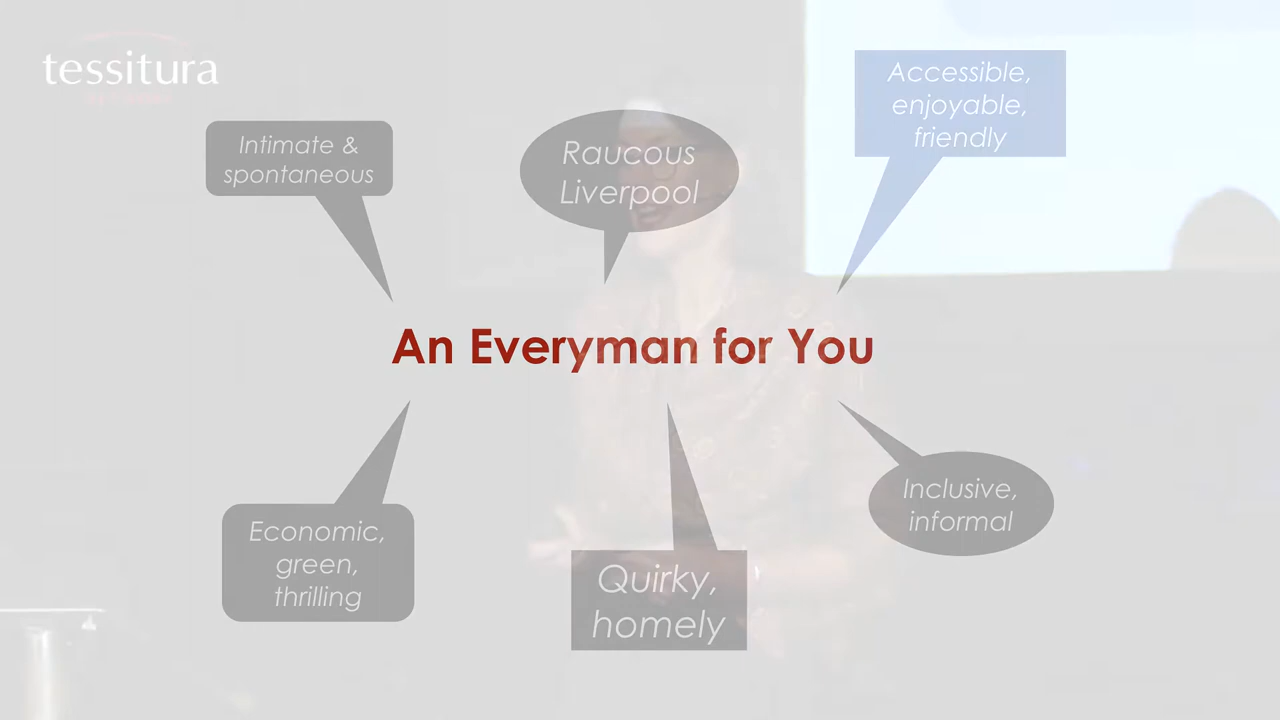 tessitura
Intimate &
spontaneous
Raucous
Liverpool
Accessible,
enjoyable,
friendly
An Everyman for You
Economic,
green,
thrilling
Quirky,
homely
Inclusive,
informal